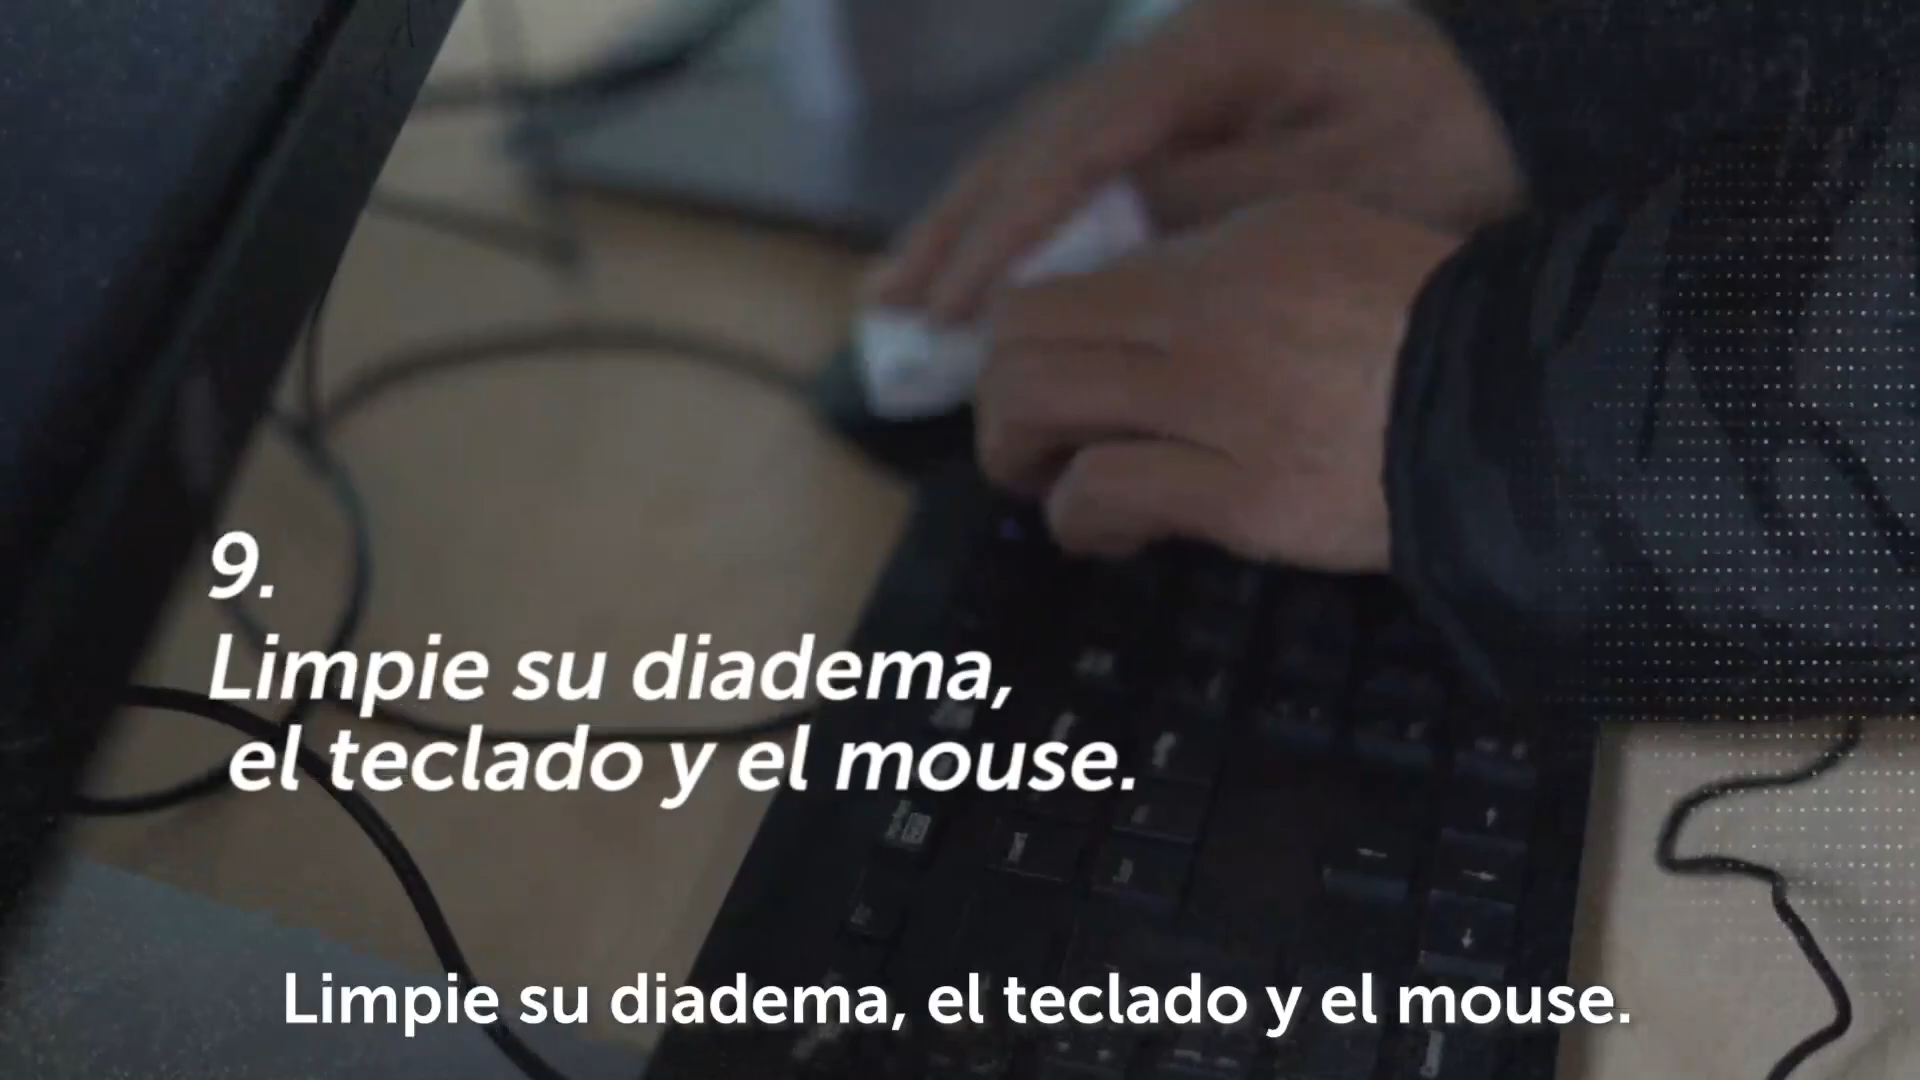 9.
Limpie su diadema,
el teclado y el mouse.
Limpie su diadema, el teclado y el mouse.